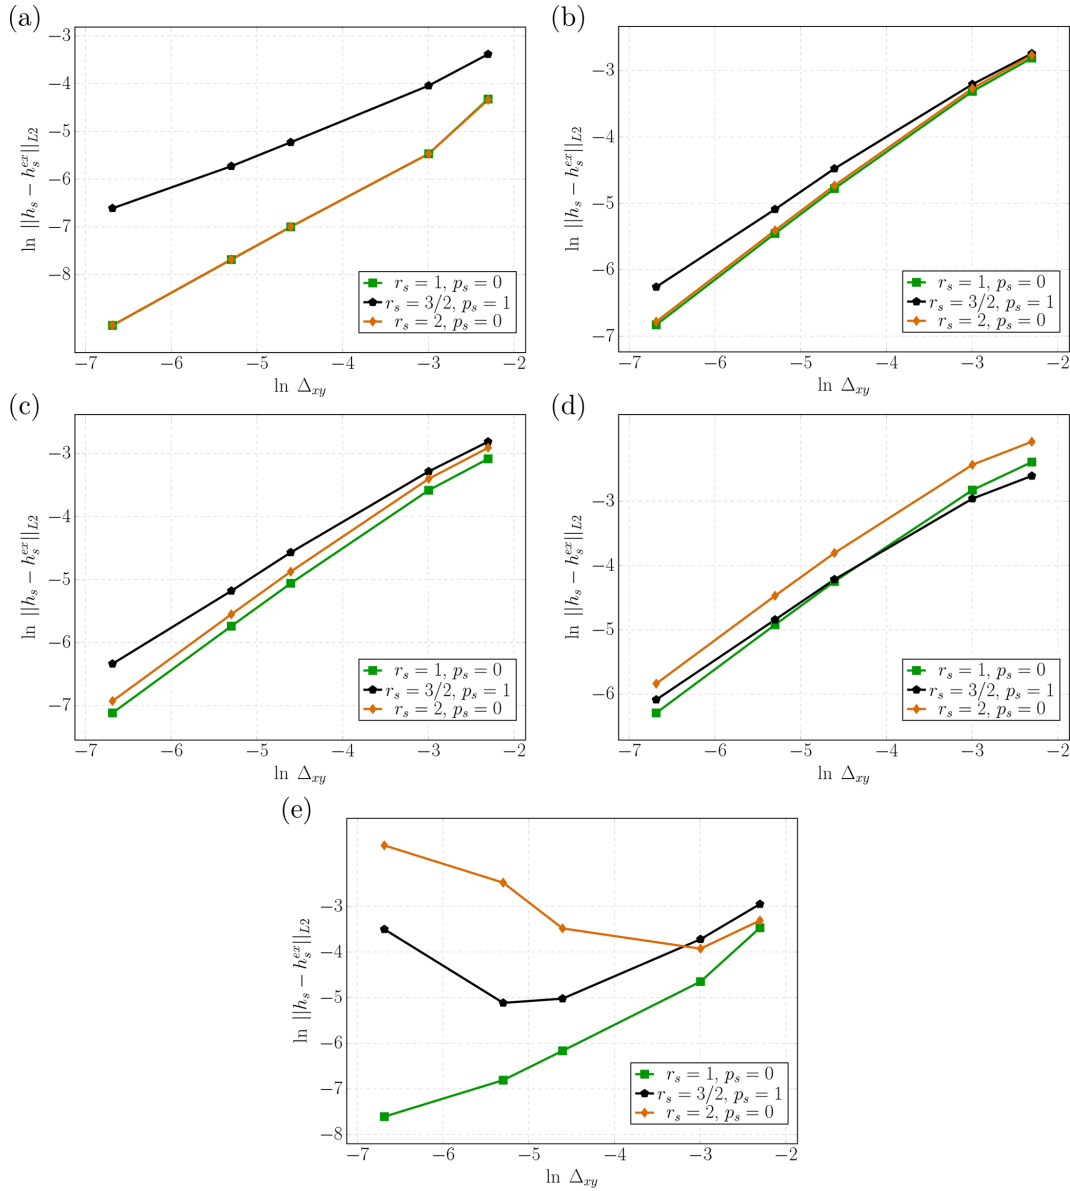 (a)
ln ||h_s − h_s^{ex}||_{L2}
−3
−4
−5
−6
−7
−8
−7 −6 −5 −4 −3 −2
ln Δ_{xy}
r_s = 1, p_s = 0
r_s = 3/2, p_s = 1
r_s = 2, p_s = 0
(b)
ln ||h_s − h_s^{ex}||_{L2}
−3
−4
−5
−6
−7
−7 −6 −5 −4 −3 −2
ln Δ_{xy}
r_s = 1, p_s = 0
r_s = 3/2, p_s = 1
r_s = 2, p_s = 0
(c)
ln ||h_s − h_s^{ex}||_{L2}
−3
−4
−5
−6
−7
−7 −6 −5 −4 −3 −2
ln Δ_{xy}
r_s = 1, p_s = 0
r_s = 3/2, p_s = 1
r_s = 2, p_s = 0
(d)
ln ||h_s − h_s^{ex}||_{L2}
−3
−4
−5
−6
−7 −6 −5 −4 −3 −2
ln Δ_{xy}
r_s = 1, p_s = 0
r_s = 3/2, p_s = 1
r_s = 2, p_s = 0
(e)
ln ||h_s − h_s^{ex}||_{L2}
−3
−4
−5
−6
−7
−8
−7 −6 −5 −4 −3 −2
ln Δ_{xy}
r_s = 1, p_s = 0
r_s = 3/2, p_s = 1
r_s = 2, p_s = 0